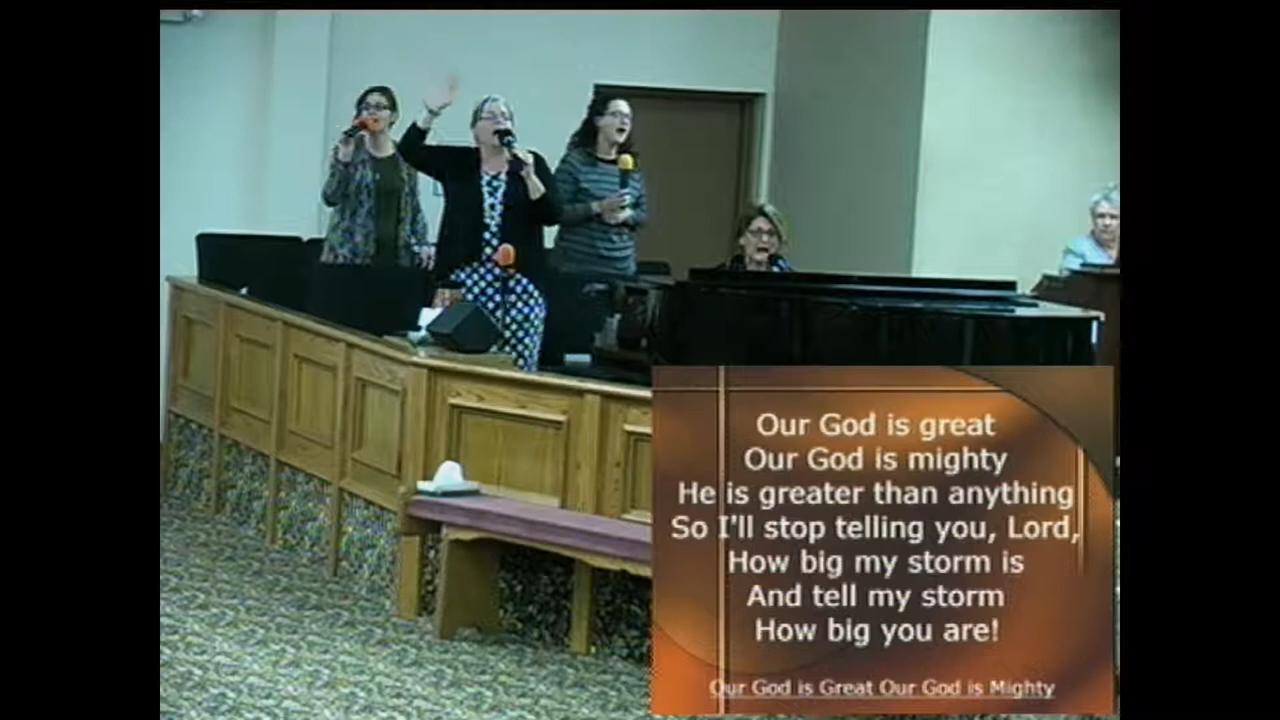 Our God is great
Our God is mighty
He is greater than anything
So I'll stop telling you, Lord,
How big my storm is
And tell my storm
How big you are!
Our God is Great Our God is Mighty